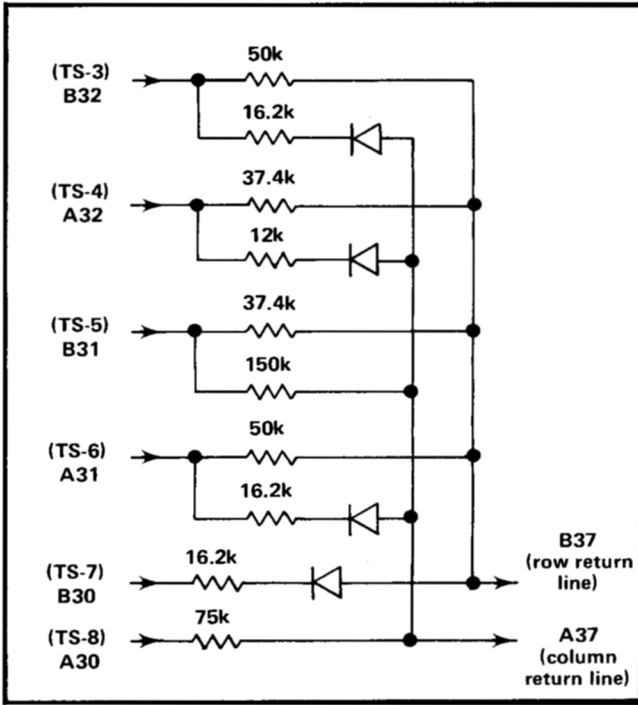 50k
(TS-3)
B32
16.2k
37.4k
(TS-4)
A32
12k
37.4k
(TS-5)
B31
150k
50k
(TS-6)
A31
16.2k
16.2k
(TS-7)
B30
75k
(TS-8)
A30
B37
(row return
line)
A37
(column
return line)